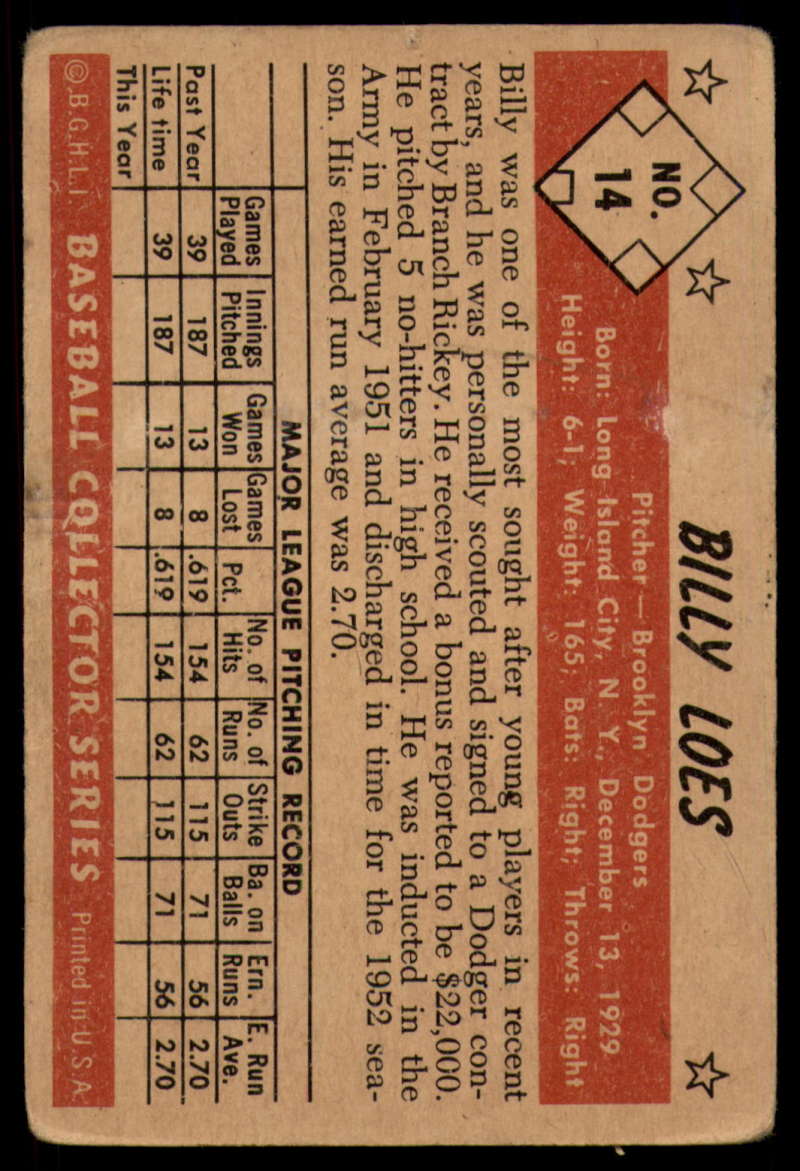 BILLY LOES
NO.
14
Pitcher — Brooklyn Dodgers
Born: Long Island City, N. Y., December 13, 1929
Height: 6-1; Weight: 165; Bats: Right; Throws: Right
Billy was one of the most sought after young players in recent
years, and he was personally scouted and signed to a Dodger con-
tract by Branch Rickey. He received a bonus reported to be $22,000.
He pitched 5 no-hitters in high school. He was inducted in the
Army in February 1951 and discharged in time for the 1952 sea-
son. His earned run average was 2.70.
MAJOR LEAGUE PITCHING RECORD
Games Played Innings Pitched Games Won Games Lost Pct. No. of Hits No. of Runs Strike Outs Ba. on Balls Ern. Runs E. Run Ave.
Past Year 39 187 13 8 .619 154 62 115 71 56 2.70
Life time 39 187 13 8 .619 154 62 115 71 56 2.70
This Year
© B.G.H.L.I. BASEBALL COLLECTOR SERIES Printed in U.S.A.